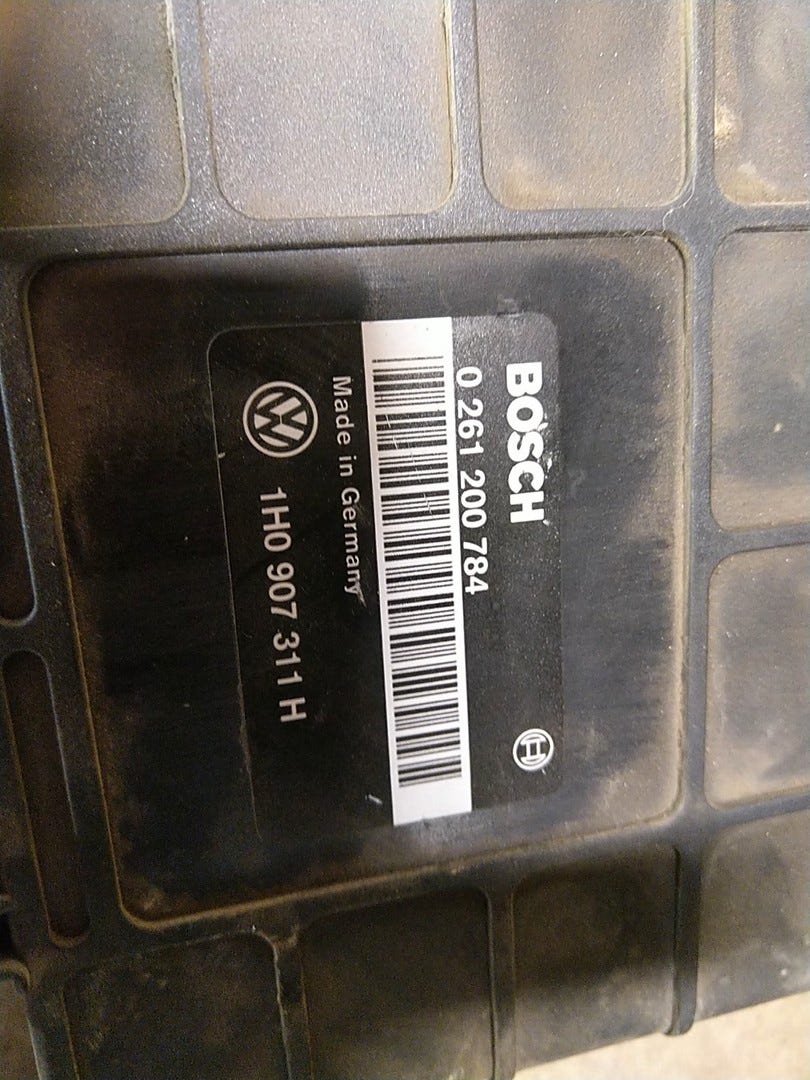 BOSCH
0 261 200 784
Made in Germany
1H0 907 311 H